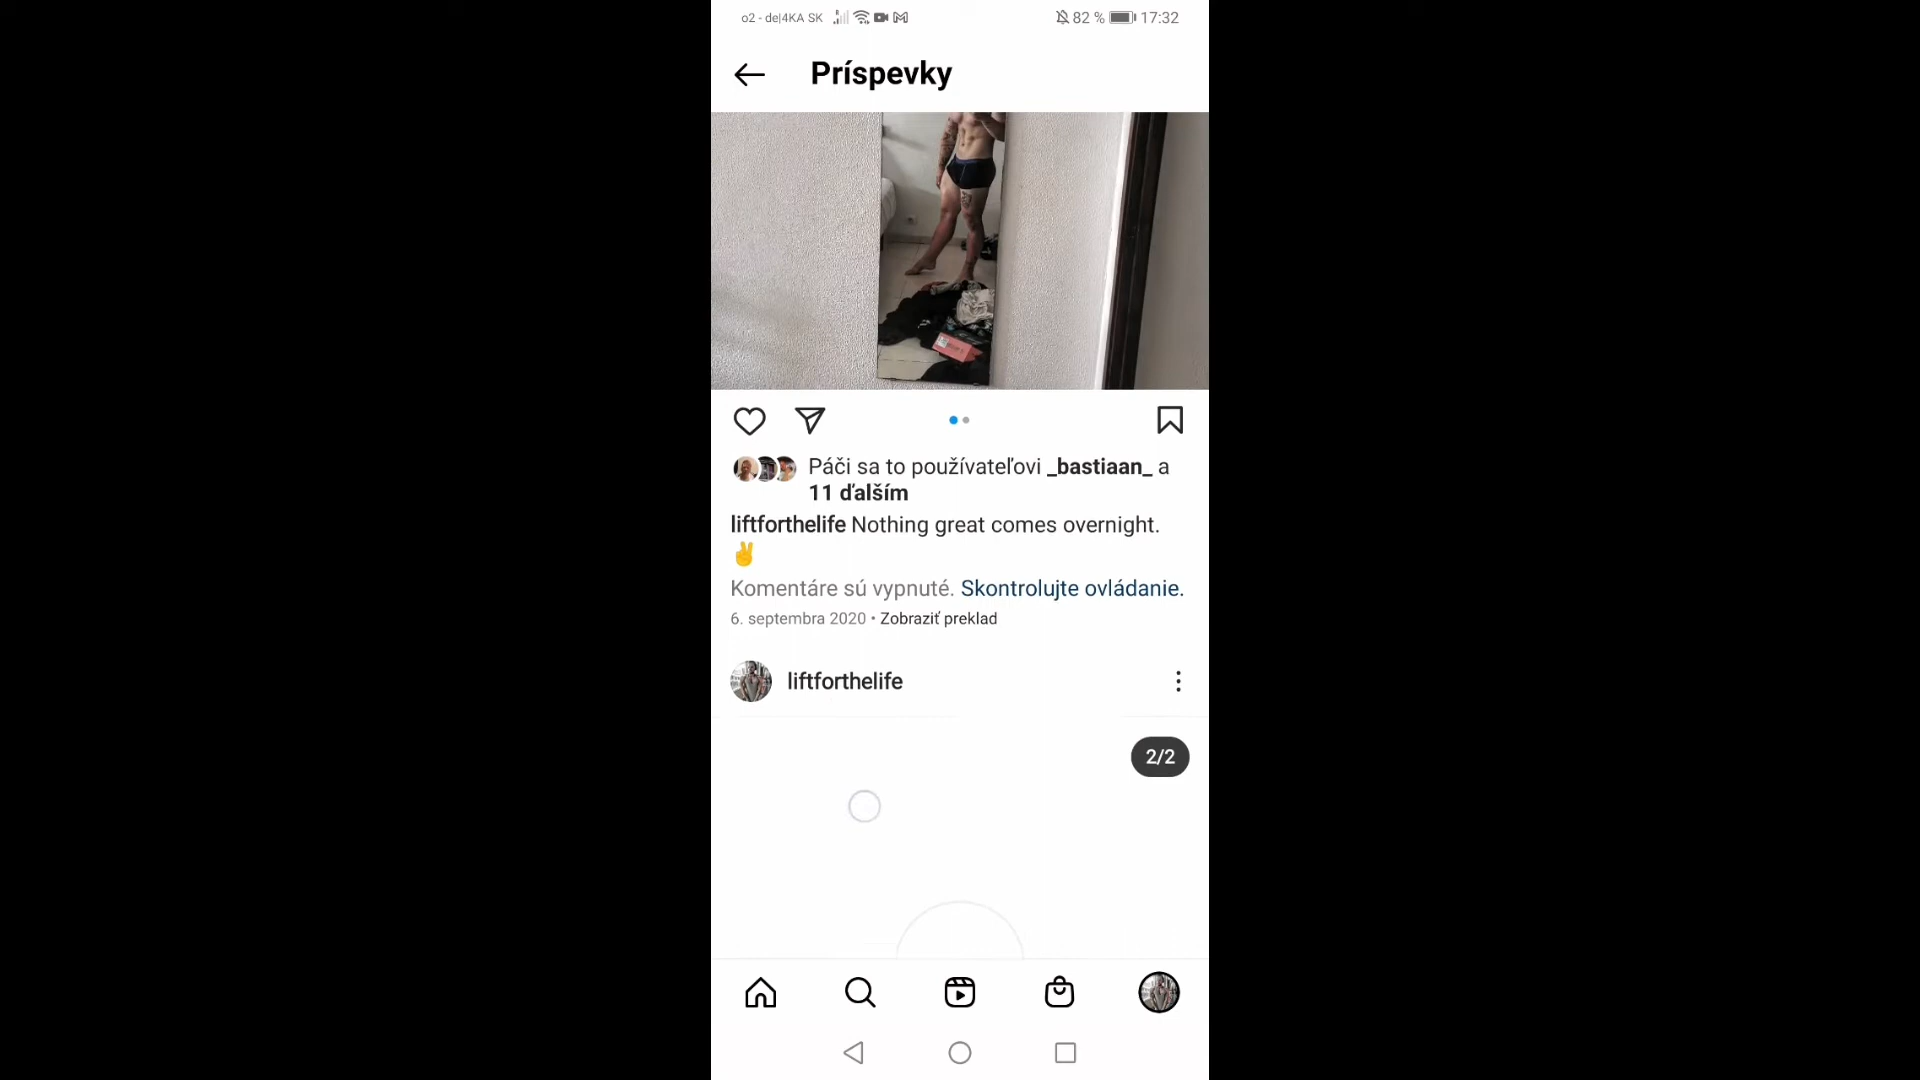 o2 - de|4KA SK 82 % 17:32
Príspevky
Páči sa to používateľovi _bastiaan_ a
11 ďalším
liftforthelife Nothing great comes overnight.
✌
Komentáre sú vypnuté. Skontrolujte ovládanie.
6. septembra 2020 • Zobraziť preklad
liftforthelife
2/2